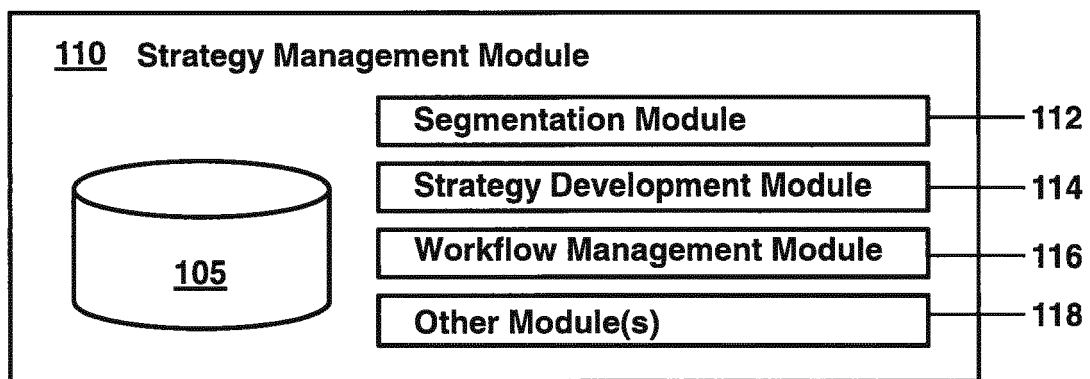 110 Strategy Management Module
Segmentation Module 112
Strategy Development Module 114
105
Workflow Management Module 116
Other Module(s) 118